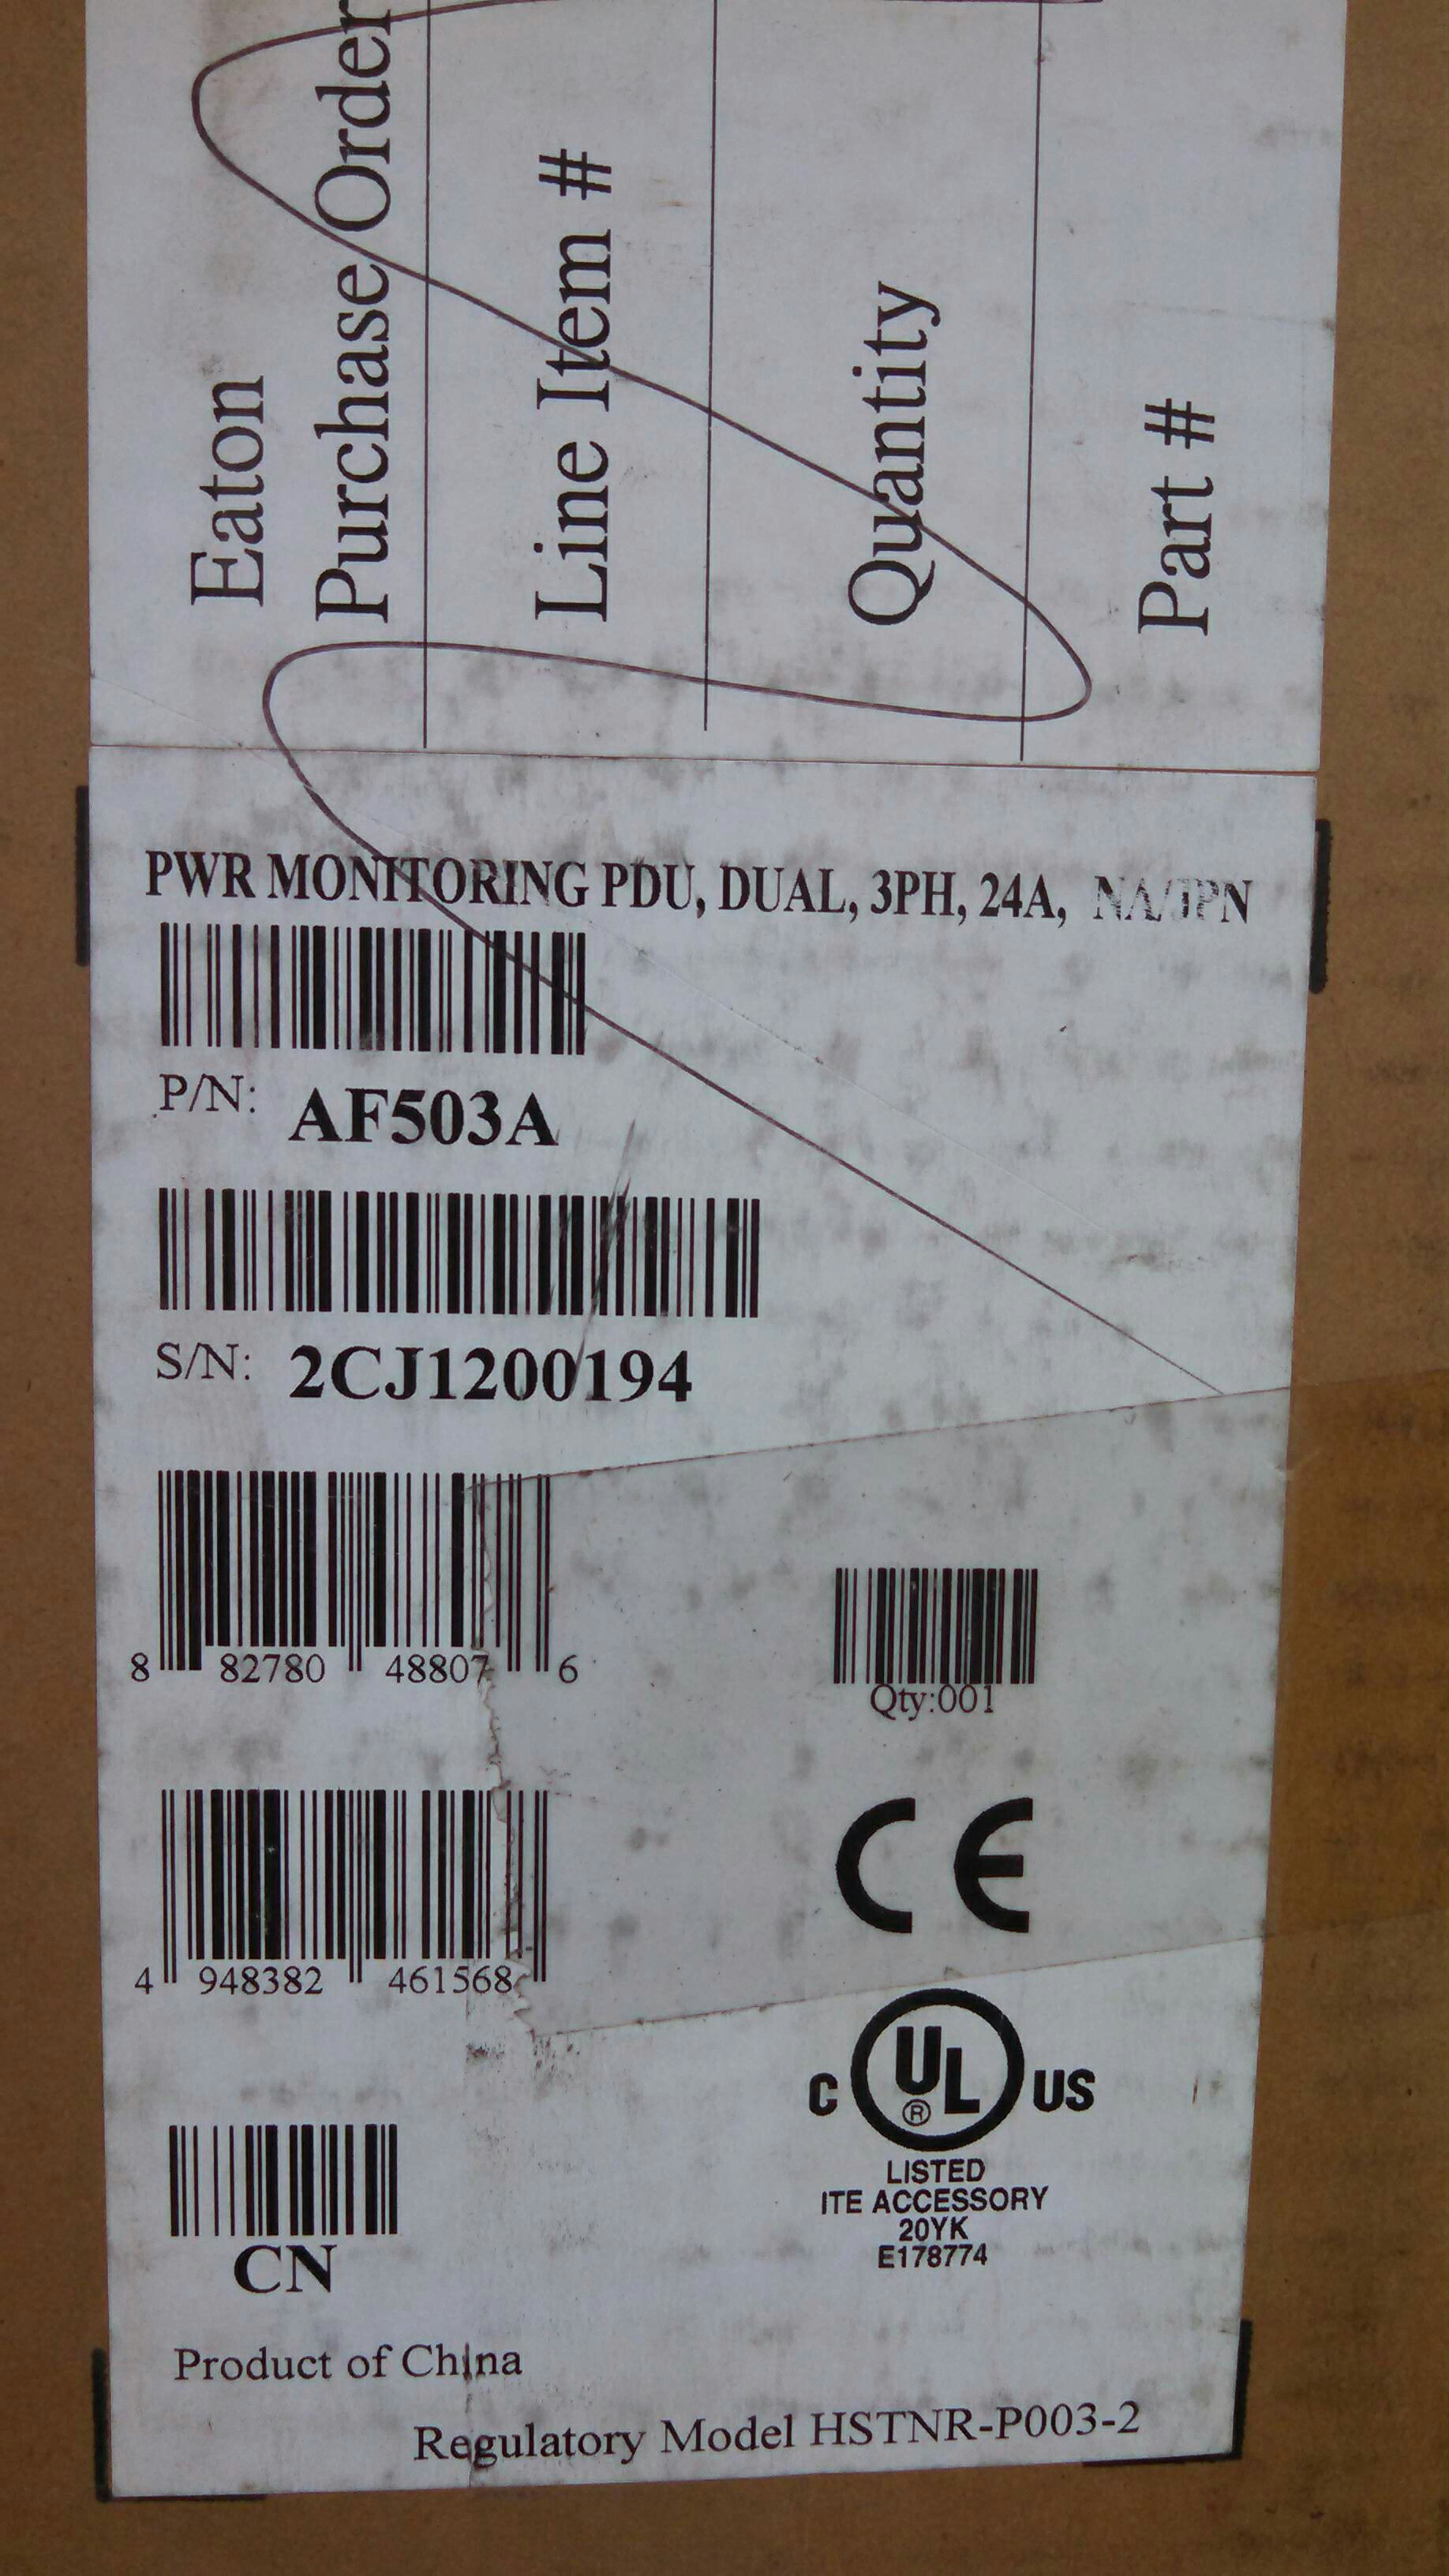 Eaton
Purchase Order
Line Item #
Quantity
Part #
PWR MONITORING PDU, DUAL, 3PH, 24A, NA/JPN
P/N: AF503A
S/N: 2CJ1200194
8 82780 48807 6
Qty:001
CE
4 948382 461568
C UL® US
LISTED
ITE ACCESSORY
20YK
E178774
CN
Product of China
Regulatory Model HSTNR-P003-2